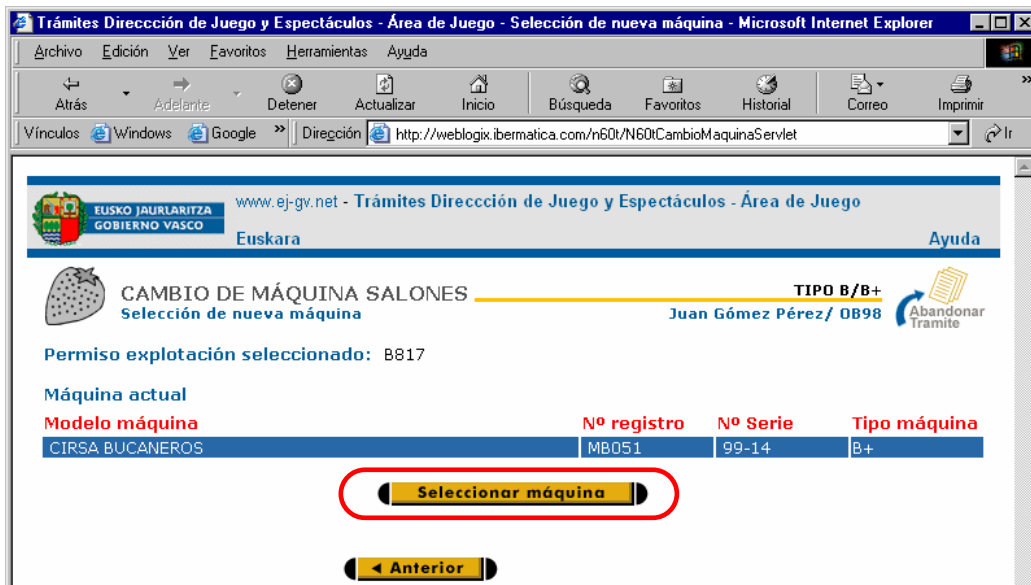 Trámites Direccción de Juego y Espectáculos - Área de Juego - Selección de nueva máquina - Microsoft Internet Explorer
Archivo Edición Ver Favoritos Herramientas Ayuda
Atrás Adelante Detener Actualizar Inicio Búsqueda Favoritos Historial Correo Imprimir »
Vínculos Windows Google » Dirección http://weblogix.ibermatica.com/n60t/N60tCambioMaquinaServlet Ir
EUSKO JAURLARITZA
GOBIERNO VASCO
www.ej-gv.net - Trámites Direccción de Juego y Espectáculos - Área de Juego
Euskara Ayuda
CAMBIO DE MÁQUINA SALONES TIPO B/B+
Selección de nueva máquina Juan Gómez Pérez/ 0B98
Abandonar
Tramite
Permiso explotación seleccionado: B817
Máquina actual
Modelo máquina Nº registro Nº Serie Tipo máquina
CIRSA BUCANEROS MB051 99-14 B+
Seleccionar máquina
Anterior